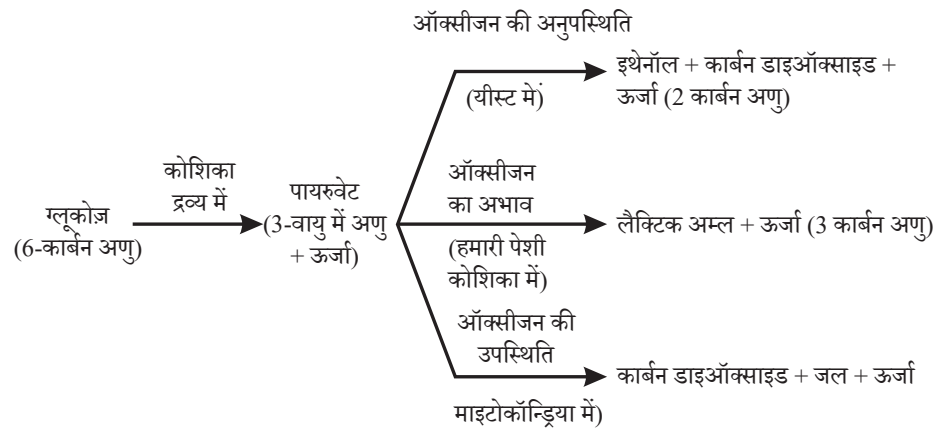 ऑक्सीजन की अनुपस्थिति
इथेनॉल + कार्बन डाइऑक्साइड +
ऊर्जा (2 कार्बन अणु)
(यीस्ट में)
कोशिका
द्रव्य में
ग्लूकोज़
(6-कार्बन अणु)
पायरुवेट
(3-वायु में अणु
+ ऊर्जा)
ऑक्सीजन
का अभाव
(हमारी पेशी
कोशिका में)
लैक्टिक अम्ल + ऊर्जा (3 कार्बन अणु)
ऑक्सीजन की
उपस्थिति
माइटोकॉन्ड्रिया में)
कार्बन डाइऑक्साइड + जल + ऊर्जा